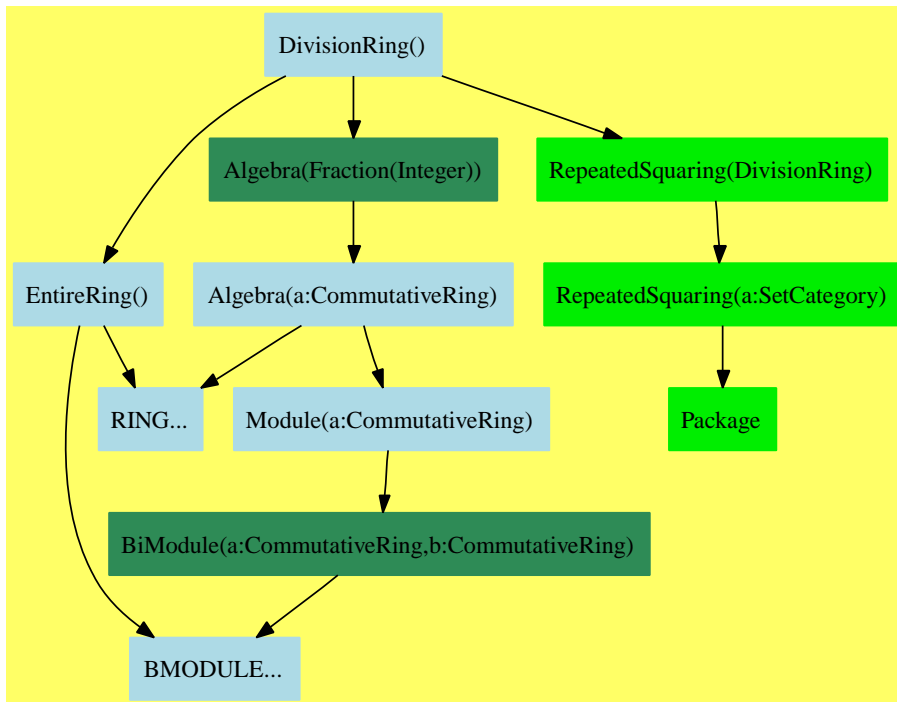 DivisionRing()
Algebra(Fraction(Integer))
RepeatedSquaring(DivisionRing)
EntireRing()
Algebra(a:CommutativeRing)
RepeatedSquaring(a:SetCategory)
RING...
Module(a:CommutativeRing)
Package
BiModule(a:CommutativeRing,b:CommutativeRing)
BMODULE...